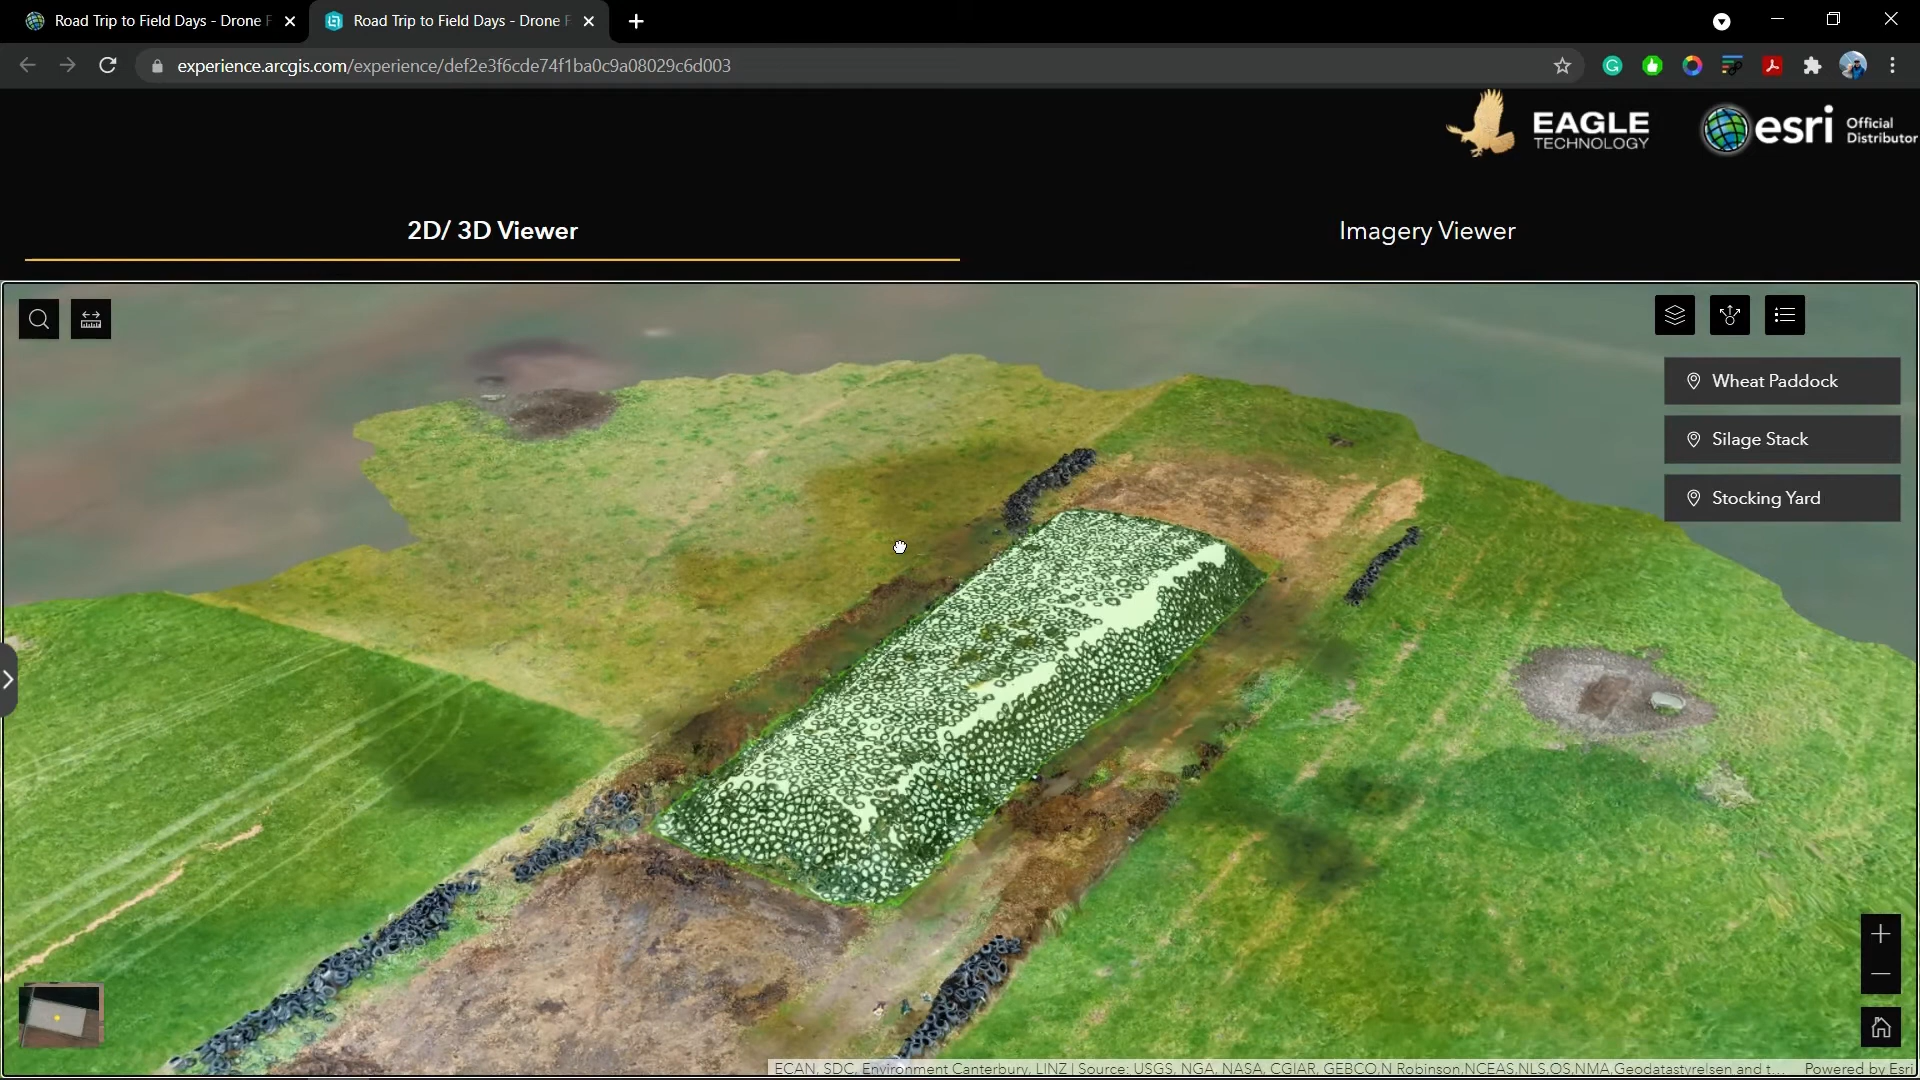 Road Trip to Field Days - Drone F
Road Trip to Field Days - Drone F
experience.arcgis.com/experience/def2e3f6cde74f1ba0c9a08029c6d003
EAGLE
TECHNOLOGY
esri
Official
Distributor
2D/ 3D Viewer
Imagery Viewer
Wheat Paddock
Silage Stack
Stocking Yard
ECAN, SDC, Environment Canterbury, LINZ | Source: USGS, NGA, NASA, CGIAR, GEBCO,N Robinson,NCEAS,NLS,OS,NMA,Geodatastyrelsen and t... Powered by Esri